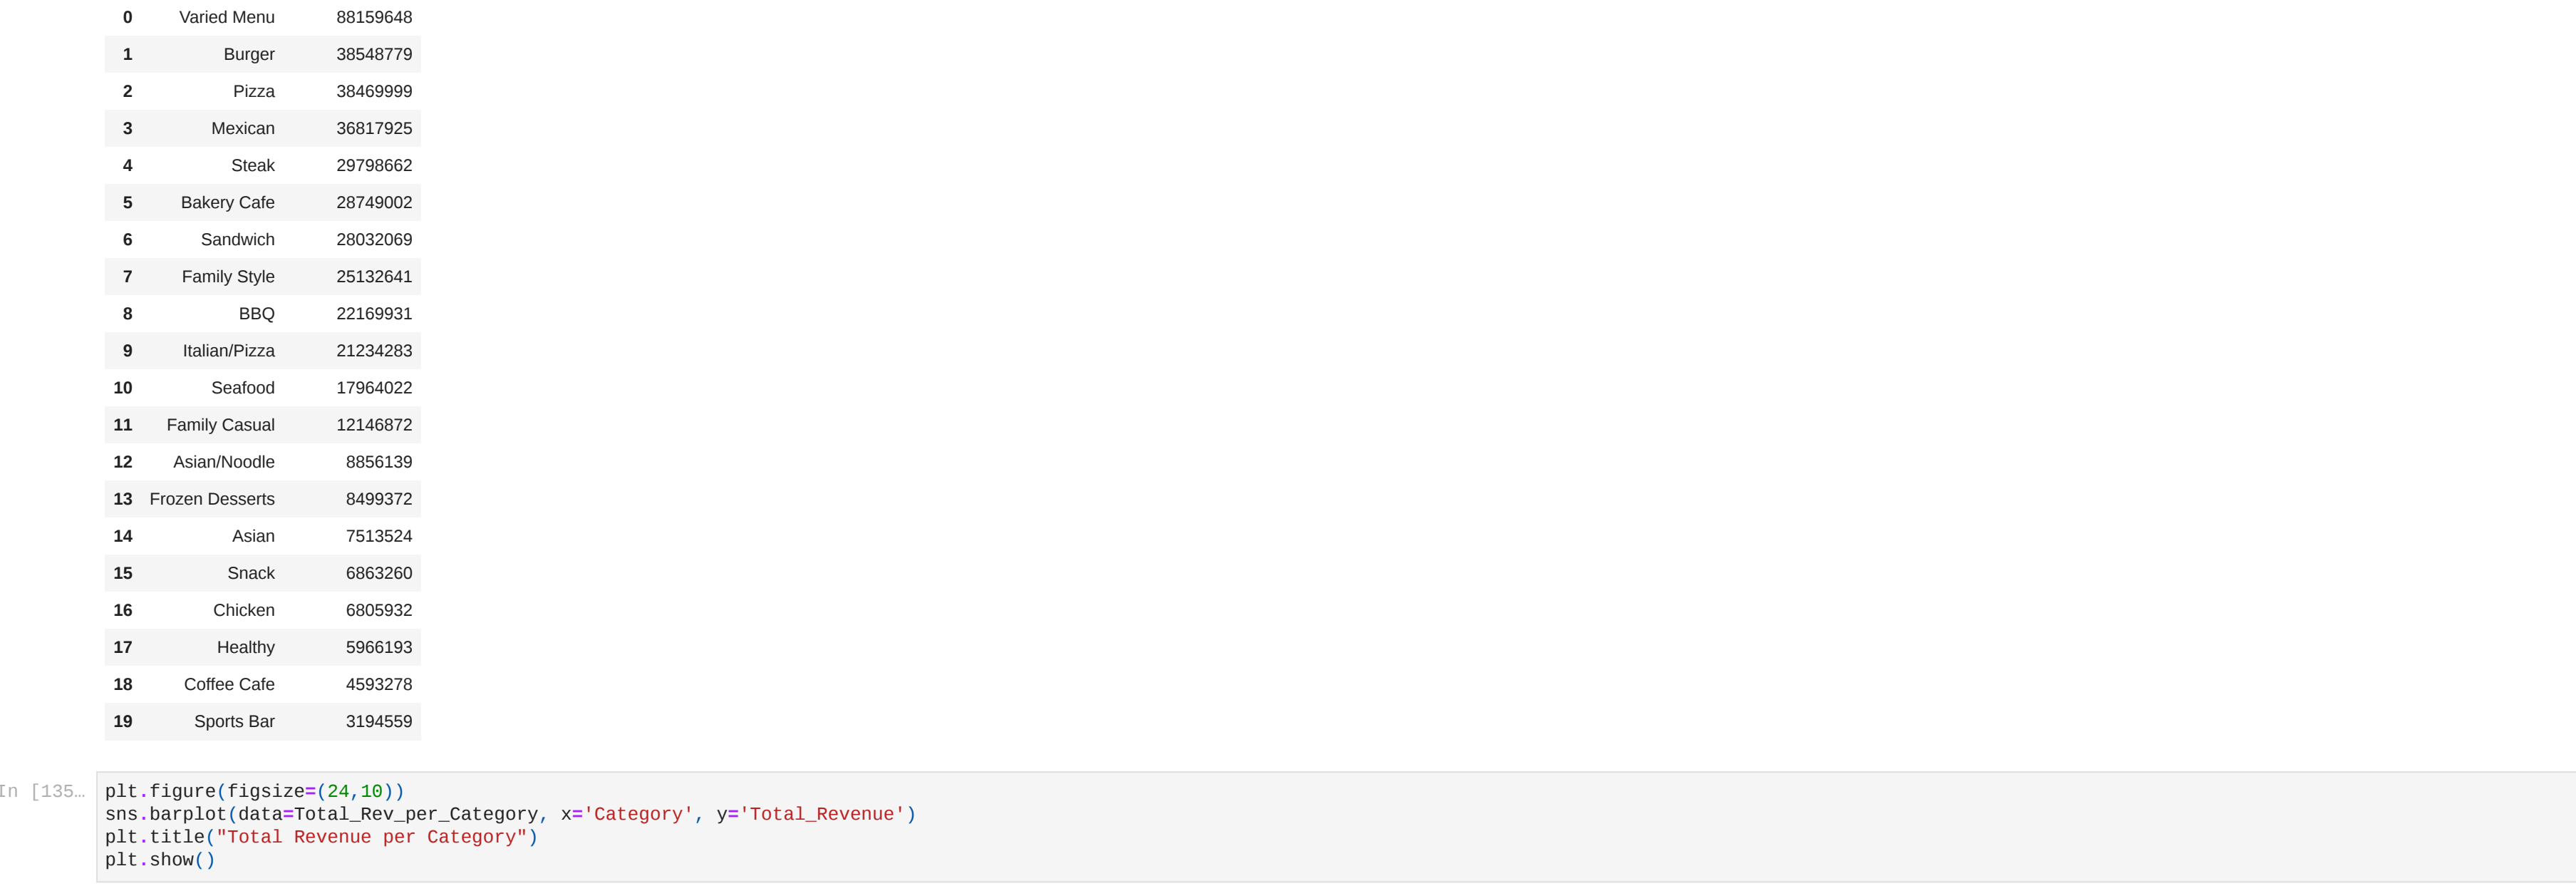 0 Varied Menu 88159648
1 Burger 38548779
2 Pizza 38469999
3 Mexican 36817925
4 Steak 29798662
5 Bakery Cafe 28749002
6 Sandwich 28032069
7 Family Style 25132641
8 BBQ 22169931
9 Italian/Pizza 21234283
10 Seafood 17964022
11 Family Casual 12146872
12 Asian/Noodle 8856139
13 Frozen Desserts 8499372
14 Asian 7513524
15 Snack 6863260
16 Chicken 6805932
17 Healthy 5966193
18 Coffee Cafe 4593278
19 Sports Bar 3194559
In [135… plt.figure(figsize=(24,10))
sns.barplot(data=Total_Rev_per_Category, x='Category', y='Total_Revenue')
plt.title("Total Revenue per Category")
plt.show()